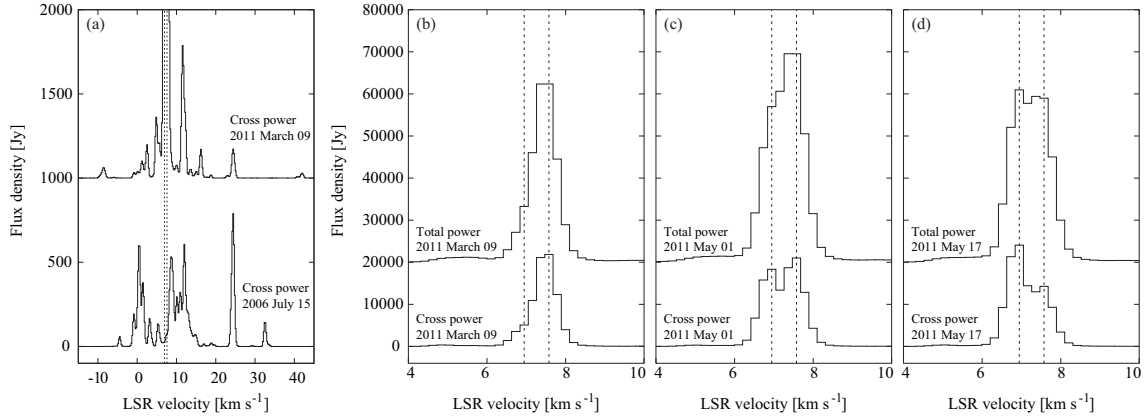 (a)
(b)
(c)
(d)
2000
1500
1000
500
0
Flux density [Jy]
Cross power
2011 March 09
Cross power
2006 July 15
-10 0 10 20 30 40
LSR velocity [km s⁻¹]
80000
70000
60000
50000
40000
30000
20000
10000
0
Flux density [Jy]
Total power
2011 March 09
Cross power
2011 March 09
4 6 8 10
LSR velocity [km s⁻¹]
Total power
2011 May 01
Cross power
2011 May 01
4 6 8 10
LSR velocity [km s⁻¹]
Total power
2011 May 17
Cross power
2011 May 17
4 6 8 10
LSR velocity [km s⁻¹]